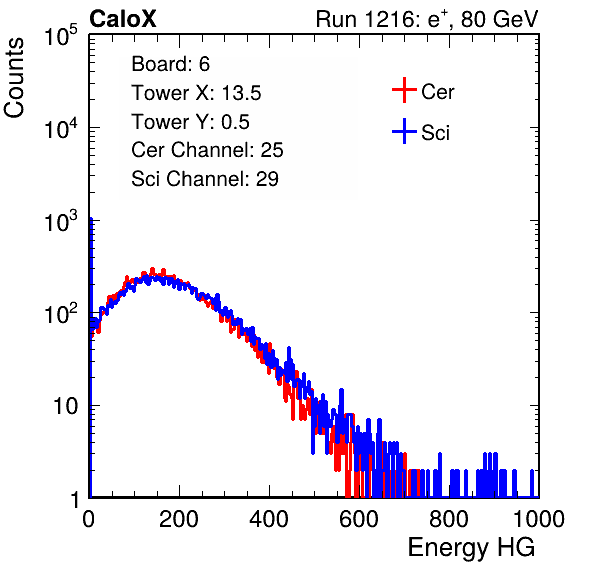 CaloX Run 1216: e⁺, 80 GeV
Counts
10⁵
10⁴
10³
10²
10
1
Board: 6
Tower X: 13.5
Tower Y: 0.5
Cer Channel: 25
Sci Channel: 29
Cer
Sci
0 200 400 600 800 1000
Energy HG